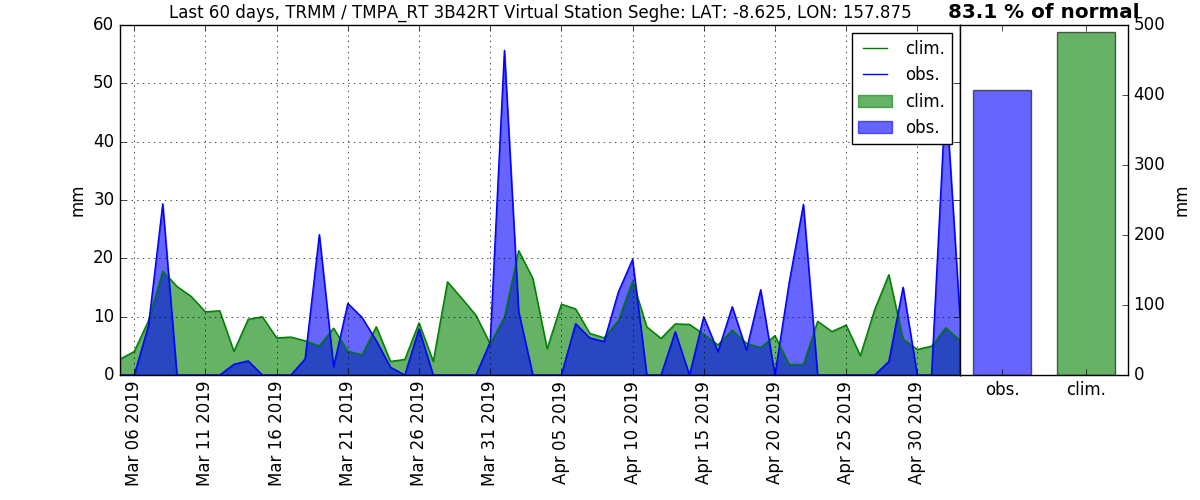 Last 60 days, TRMM / TMPA_RT 3B42RT Virtual Station Seghe: LAT: -8.625, LON: 157.875
83.1 % of normal
60
50
40
30
20
10
0
mm
clim.
obs.
clim.
obs.
500
400
300
200
100
0
mm
obs.
clim.
Mar 06 2019
Mar 11 2019
Mar 16 2019
Mar 21 2019
Mar 26 2019
Mar 31 2019
Apr 05 2019
Apr 10 2019
Apr 15 2019
Apr 20 2019
Apr 25 2019
Apr 30 2019